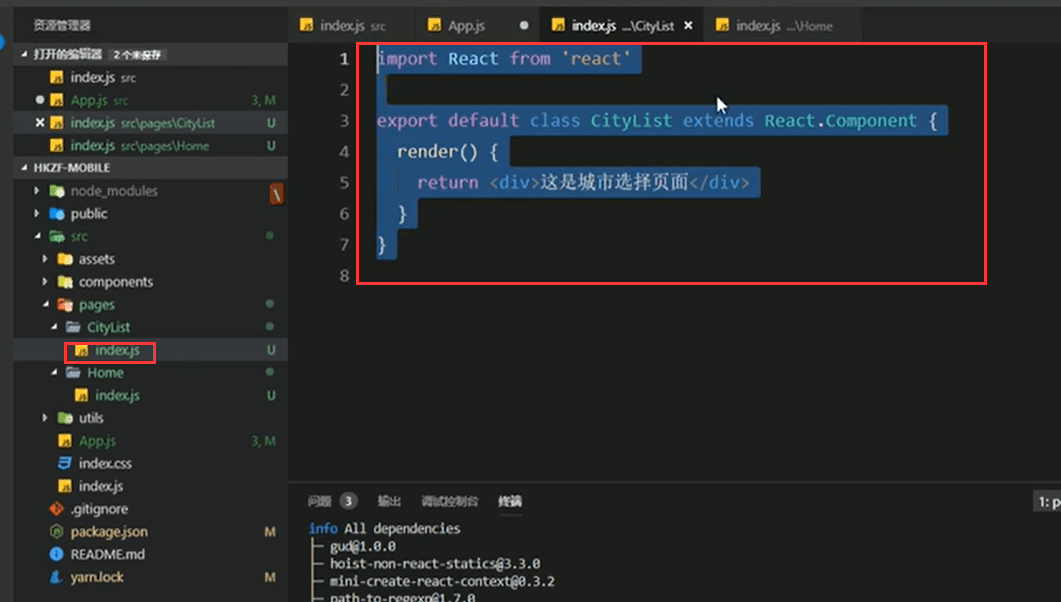 资源管理器
打开的编辑器 2 个未保存
index.js src
App.js src 3, M
index.js src\pages\CityList U
index.js src\pages\Home U
HKZF-MOBILE
node_modules
public
src
assets
components
pages
CityList
index.js U
Home
index.js U
utils
App.js 3, M
index.css
index.js
.gitignore
package.json M
README.md
yarn.lock M
index.js src App.js index.js ...\CityList index.js ...\Home
1 import React from 'react'
2
3 export default class CityList extends React.Component {
4 render() {
5 return <div>这是城市选择页面</div>
6 }
7 }
8
问题 3 输出 调试控制台 终端 1: p
info All dependencies
├─ gud@1.0.0
├─ hoist-non-react-statics@3.3.0
├─ mini-create-react-context@0.3.2
├─ path-to-regexp@1.7.0